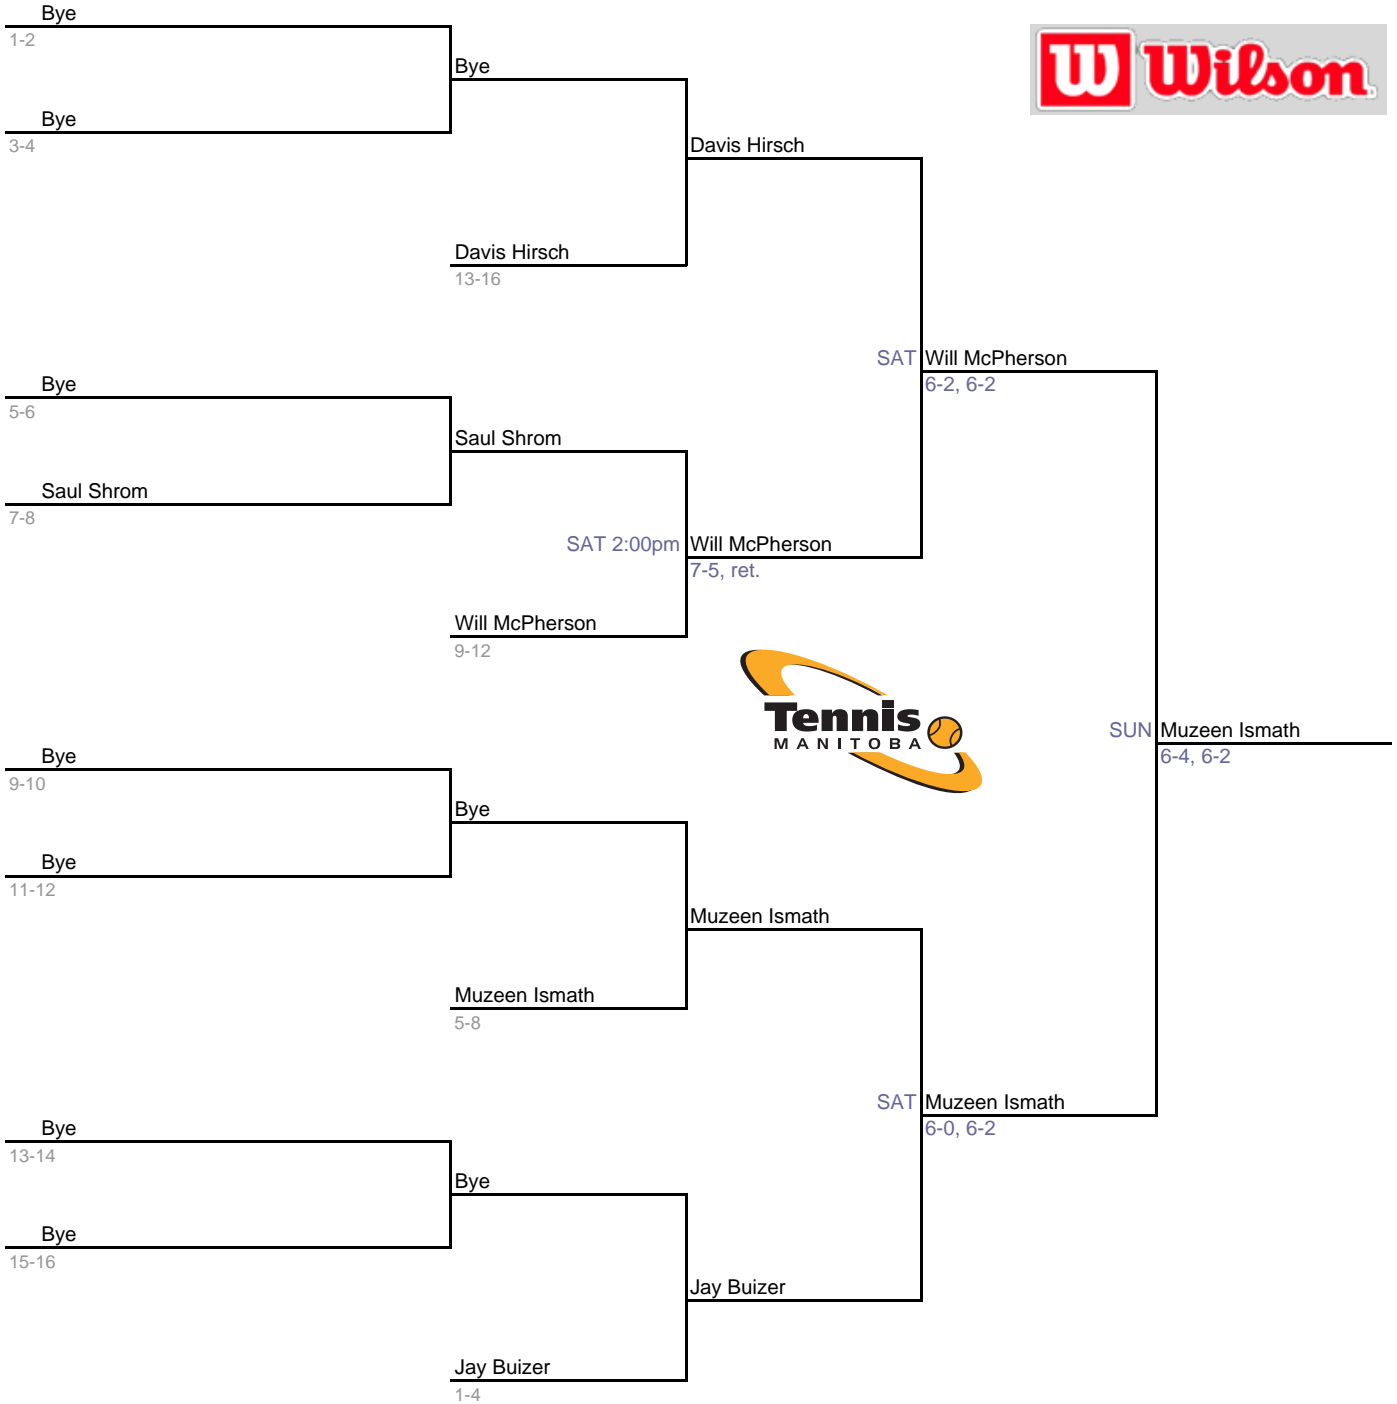 Bye
1-2
W Wilson
Bye
Bye
3-4
Davis Hirsch
Davis Hirsch
13-16
SAT Will McPherson
6-2, 6-2
Bye
5-6
Saul Shrom
Saul Shrom
7-8
SAT 2:00pm Will McPherson
7-5, ret.
Will McPherson
9-12
Tennis
MANITOBA
SUN Muzeen Ismath
6-4, 6-2
Bye
9-10
Bye
Bye
11-12
Muzeen Ismath
Muzeen Ismath
5-8
SAT Muzeen Ismath
6-0, 6-2
Bye
13-14
Bye
Bye
15-16
Jay Buizer
Jay Buizer
1-4